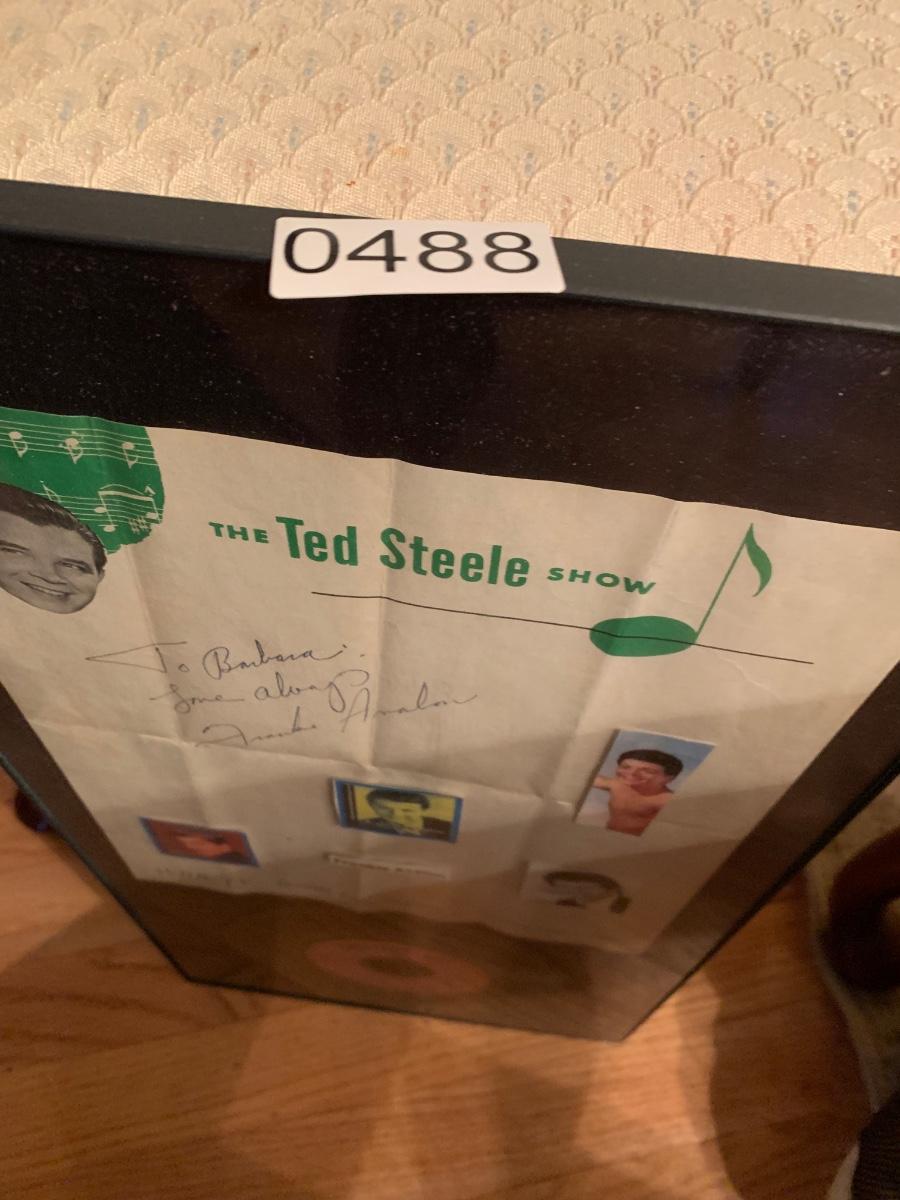 0488
THE Ted Steele SHOW
To Barbara:
Love always
Frankie Avalon